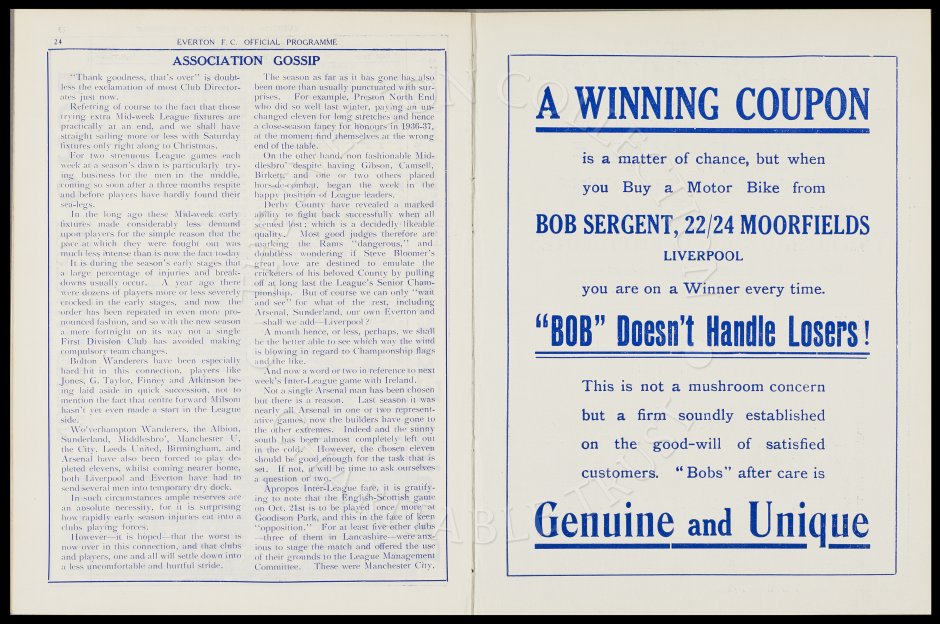 24
EVERTON F. C. OFFICIAL PROGRAMME
ASSOCIATION GOSSIP
"Thank goodness, that's over" is doubt-
less the exclamation of most Club Director-
ates just now.
Referring of course to the fact that those
trying extra Mid-week League fixtures are
practically at an end, and we shall have
straight sailing more or less with Saturday
fixtures only right along to Christmas.
For two strenuous League games each
week at a season's dawn is particularly try-
ing business for the men in the middle,
coming so soon after a three months respite
and before players have hardly found their
sea-legs.
In the long ago these Mid-week early
fixtures made considerably less demand
upon players for the simple reason that the
pace at which they were fought out was
much less intense than is now the fact to-day
It is during the season's early stages that
a large percentage of injuries and break-
downs usually occur. A year ago there
were dozens of players more or less severely
crocked in the early stages, and now the
order has been repeated in even more pro-
nounced fashion, and so with the new season
a mere fortnight on its way not a single
First Division Club has avoided making
compulsory team changes.
Bolton Wanderers have been especially
hard hit in this connection, players like
Jones, G. Taylor, Finney and Atkinson be-
ing laid aside in quick succession, not to
mention the fact that centre forward Milsom
hasn't yet even made a start in the League
side.
Wo'verhampton Wanderers, the Albion,
Sunderland, Middlesbro', Manchester U,
the City, Leeds United, Birmingham, and
Arsenal have also been forced to play de-
pleted elevens, whilst coming nearer home,
both Liverpool and Everton have had to
send several men into temporary dry dock.
In such circumstances ample reserves are
an absolute necessity, for it is surprising
how rapidly early season injuries eat into a
clubs playing forces.
However—it is hoped—that the worst is
now over in this connection, and that clubs
and players, one and all will settle down into
a less uncomfortable and hurtful stride.
The season as far as it has gone has also
been more than usually punctuated with sur-
prises. For example, Preston North End
who did so well last winter, paying an un-
changed eleven for long stretches and hence
a close-season fancy for honours in 1936-37,
at the moment find themselves at the wrong
end of the table.
On the other hand, non fashionable Mid-
dlesbro' despite having Gibson, Camsell,
Birkett and one or two others placed
hors-de-combat, began the week in the
happy position of League leaders.
Derby County have revealed a marked
ability to fight back successfully when all
seemed lost; which is a decidedly likeable
quality. Most good judges therefore are
marking the Rams "dangerous," and
doubtless wondering if Steve Bloomer's
great love are destined to emulate the
cricketers of his beloved County by pulling
off at long last the League's Senior Cham-
pionship. But of course we can only "wait
and see" for what of the rest, including
Arsenal, Sunderland, our own Everton and
—shall we add—Liverpool?
A month hence, or less, perhaps, we shall
be the better able to see which way the wind
is blowing in regard to Championship flags
and the like.
And now a word or two in reference to next
week's Inter-League game with Ireland.
Not a single Arsenal man has been chosen
but there is a reason. Last season it was
nearly all Arsenal in one or two represent-
ative games, now the builders have gone to
the other extremes. Indeed and the sunny
south has been almost completely left out
in the cold. However, the chosen eleven
should be good enough for the task that is
set. If not, it will be time to ask ourselves
a question or two.
Apropos Inter-League fare, it is gratify-
ing to note that the English-Scottish game
on Oct. 21st is to be played once more at
Goodison Park, and this in the face of keen
"opposition." For at least five other clubs
—three of them in Lancashire—were anx-
ious to stage the match and offered the use
of their grounds to the League Management
Committee. These were Manchester City,
A WINNING COUPON
is a matter of chance, but when
you Buy a Motor Bike from
BOB SERGENT, 22/24 MOORFIELDS
LIVERPOOL
you are on a Winner every time.
"BOB" Doesn't Handle Losers!
This is not a mushroom concern
but a firm soundly established
on the good-will of satisfied
customers. "Bobs" after care is
Genuine and Unique